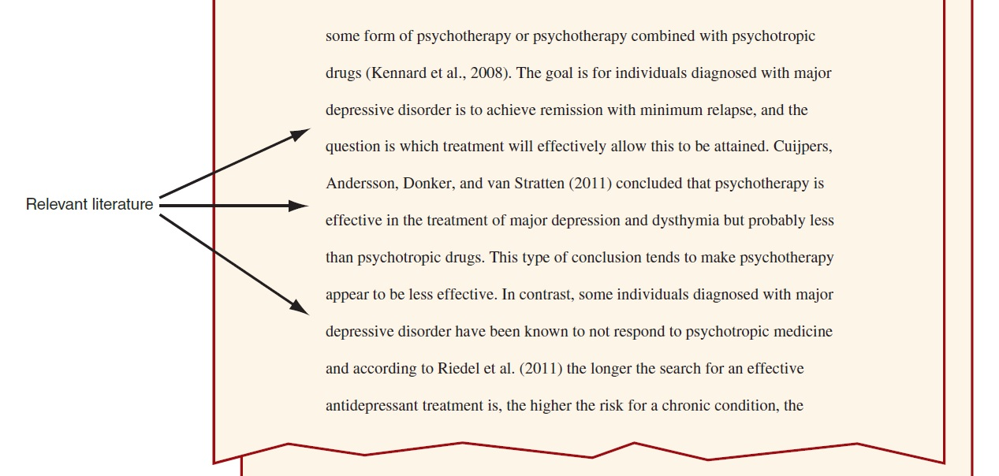 some form of psychotherapy or psychotherapy combined with psychotropic
drugs (Kennard et al., 2008). The goal is for individuals diagnosed with major
depressive disorder is to achieve remission with minimum relapse, and the
question is which treatment will effectively allow this to be attained. Cuijpers,
Andersson, Donker, and van Stratten (2011) concluded that psychotherapy is
Relevant literature
effective in the treatment of major depression and dysthymia but probably less
than psychotropic drugs. This type of conclusion tends to make psychotherapy
appear to be less effective. In contrast, some individuals diagnosed with major
depressive disorder have been known to not respond to psychotropic medicine
and according to Riedel et al. (2011) the longer the search for an effective
antidepressant treatment is, the higher the risk for a chronic condition, the